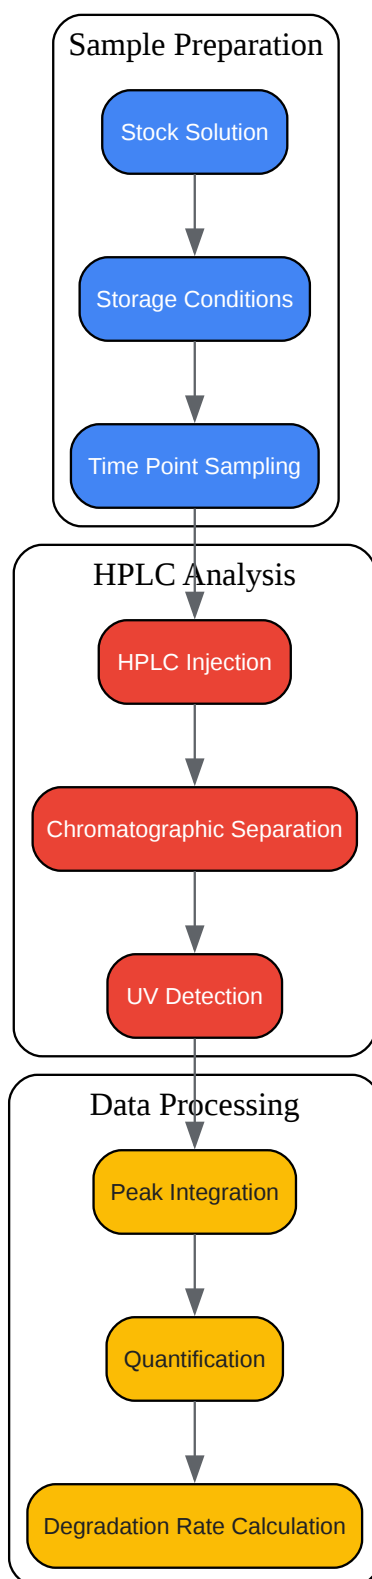 Sample Preparation
Stock Solution
Storage Conditions
Time Point Sampling
HPLC Analysis
HPLC Injection
Chromatographic Separation
UV Detection
Data Processing
Peak Integration
Quantification
Degradation Rate Calculation